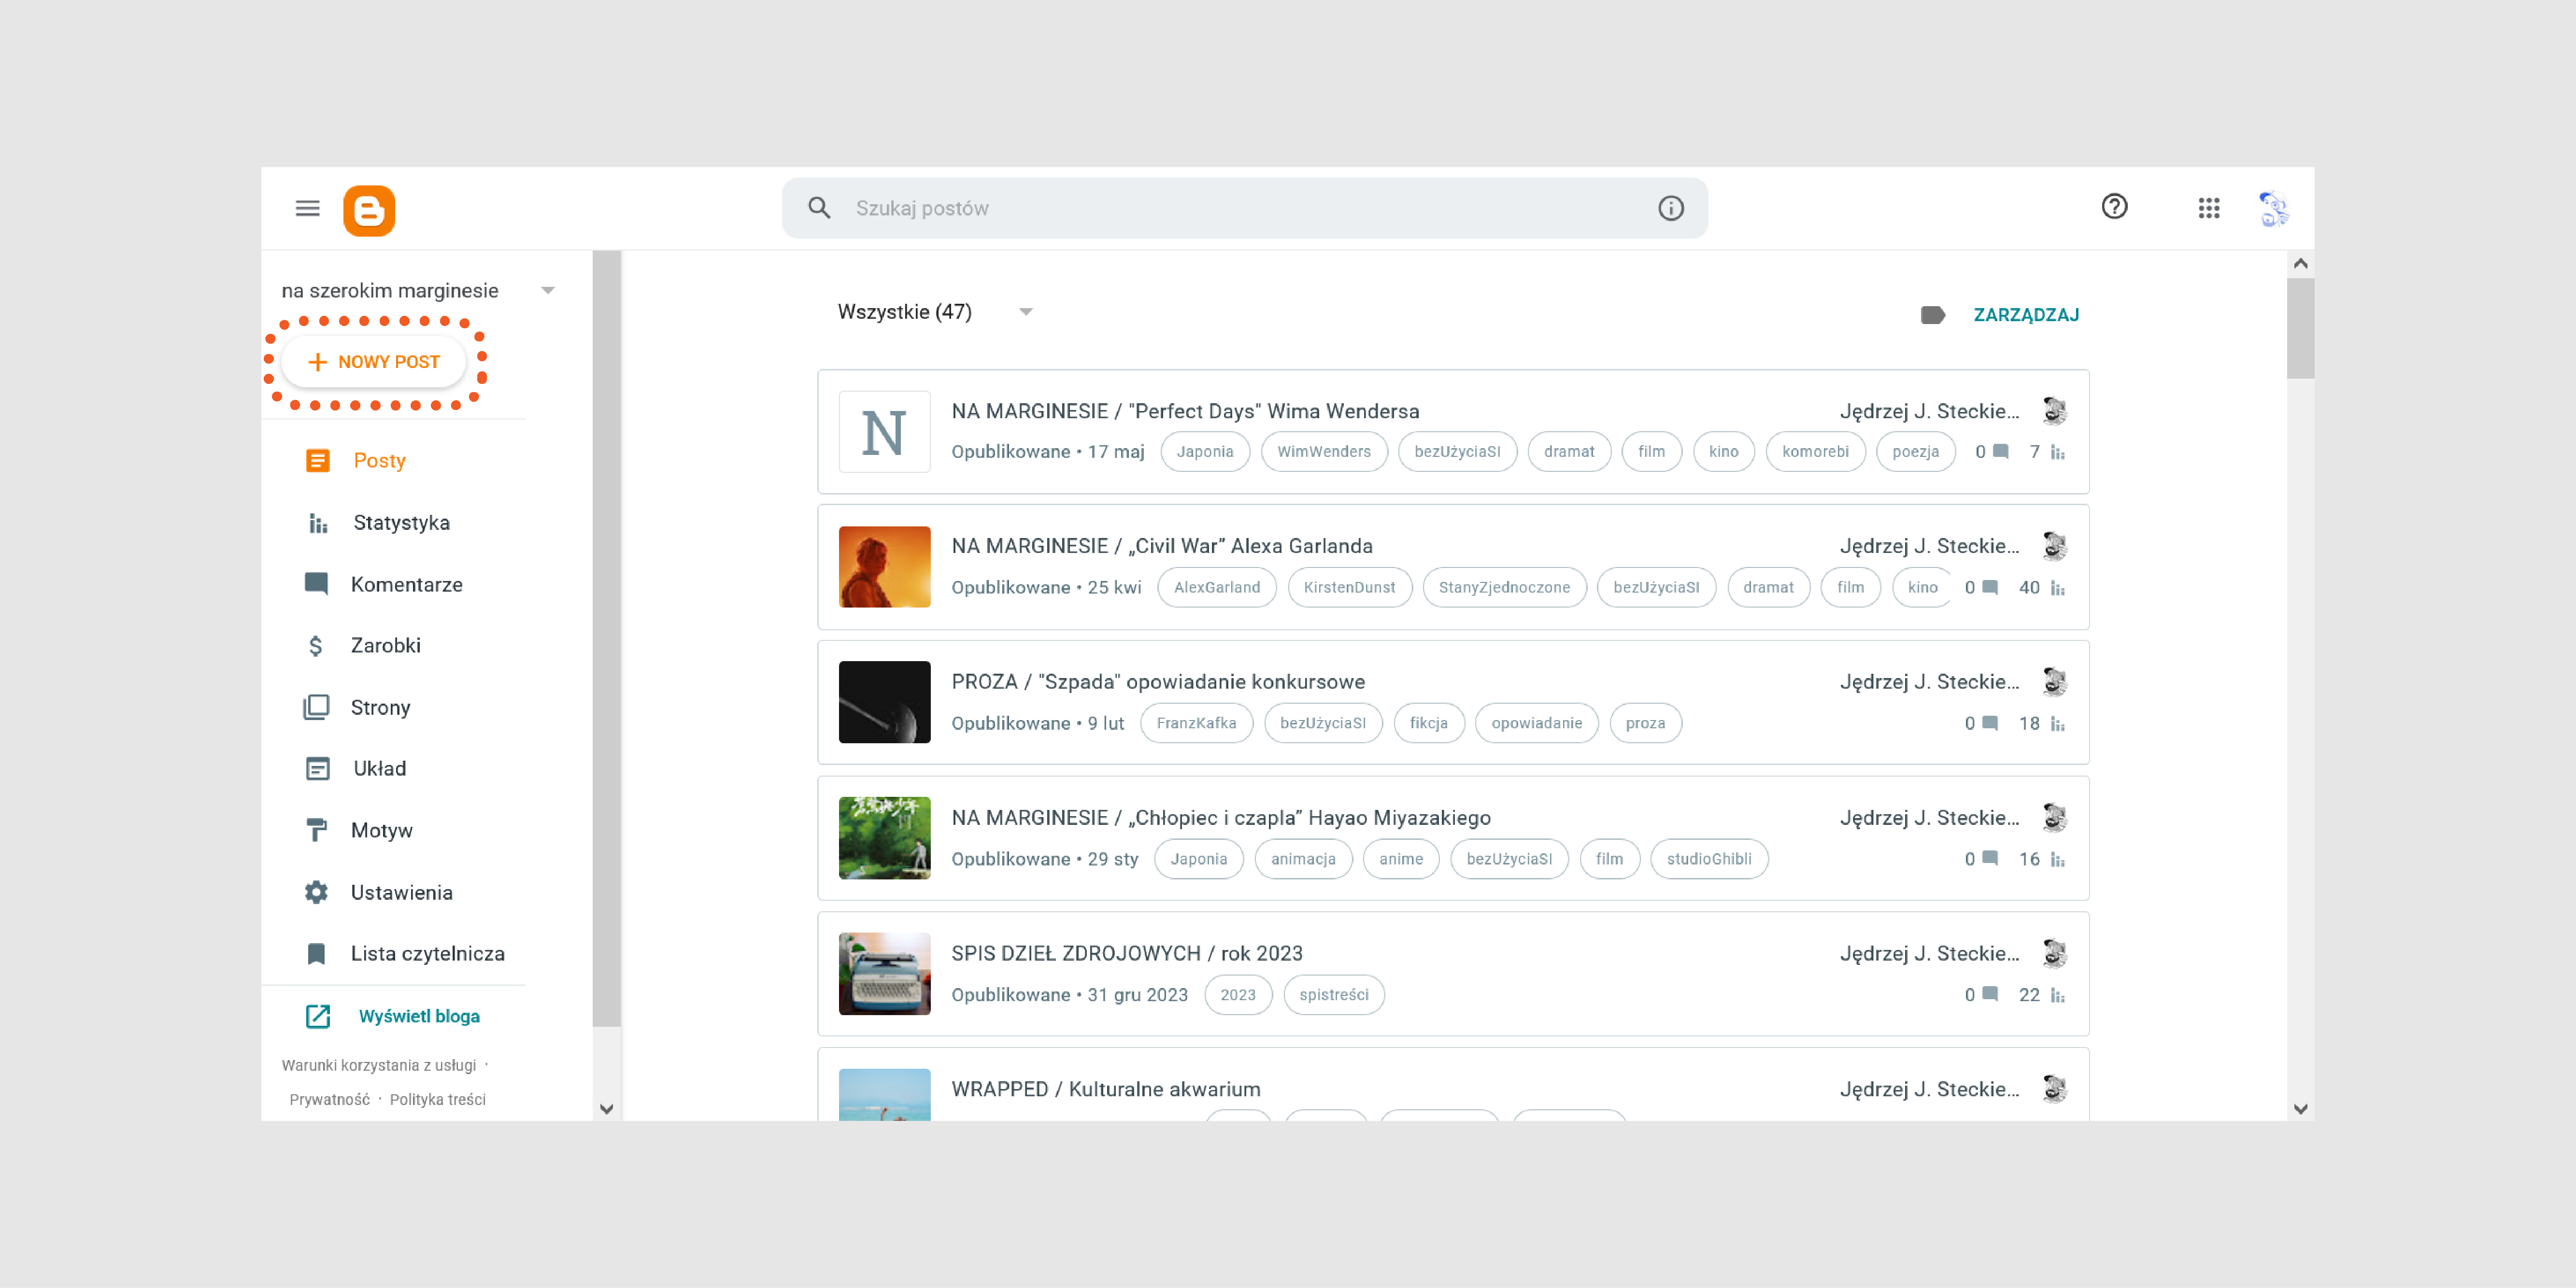 Szukaj postów
na szerokim marginesie
+ NOWY POST
Posty
Statystyka
Komentarze
Zarobki
Strony
Układ
Motyw
Ustawienia
Lista czytelnicza
Wyświetl bloga
Warunki korzystania z usługi ·
Prywatność · Polityka treści
Wszystkie (47)
ZARZĄDZAJ
N
NA MARGINESIE / "Perfect Days" Wima Wendersa Jędrzej J. Steckie...
Opublikowane • 17 maj Japonia WimWenders bezUżyciaSI dramat film kino komorebi poezja 0 7
NA MARGINESIE / „Civil War” Alexa Garlanda Jędrzej J. Steckie...
Opublikowane • 25 kwi AlexGarland KirstenDunst StanyZjednoczone bezUżyciaSI dramat film kino 0 40
PROZA / "Szpada" opowiadanie konkursowe Jędrzej J. Steckie...
Opublikowane • 9 lut FranzKafka bezUżyciaSI fikcja opowiadanie proza 0 18
NA MARGINESIE / „Chłopiec i czapla” Hayao Miyazakiego Jędrzej J. Steckie...
Opublikowane • 29 sty Japonia animacja anime bezUżyciaSI film studioGhibli 0 16
SPIS DZIEŁ ZDROJOWYCH / rok 2023 Jędrzej J. Steckie...
Opublikowane • 31 gru 2023 2023 spistreści 0 22
WRAPPED / Kulturalne akwarium Jędrzej J. Steckie...